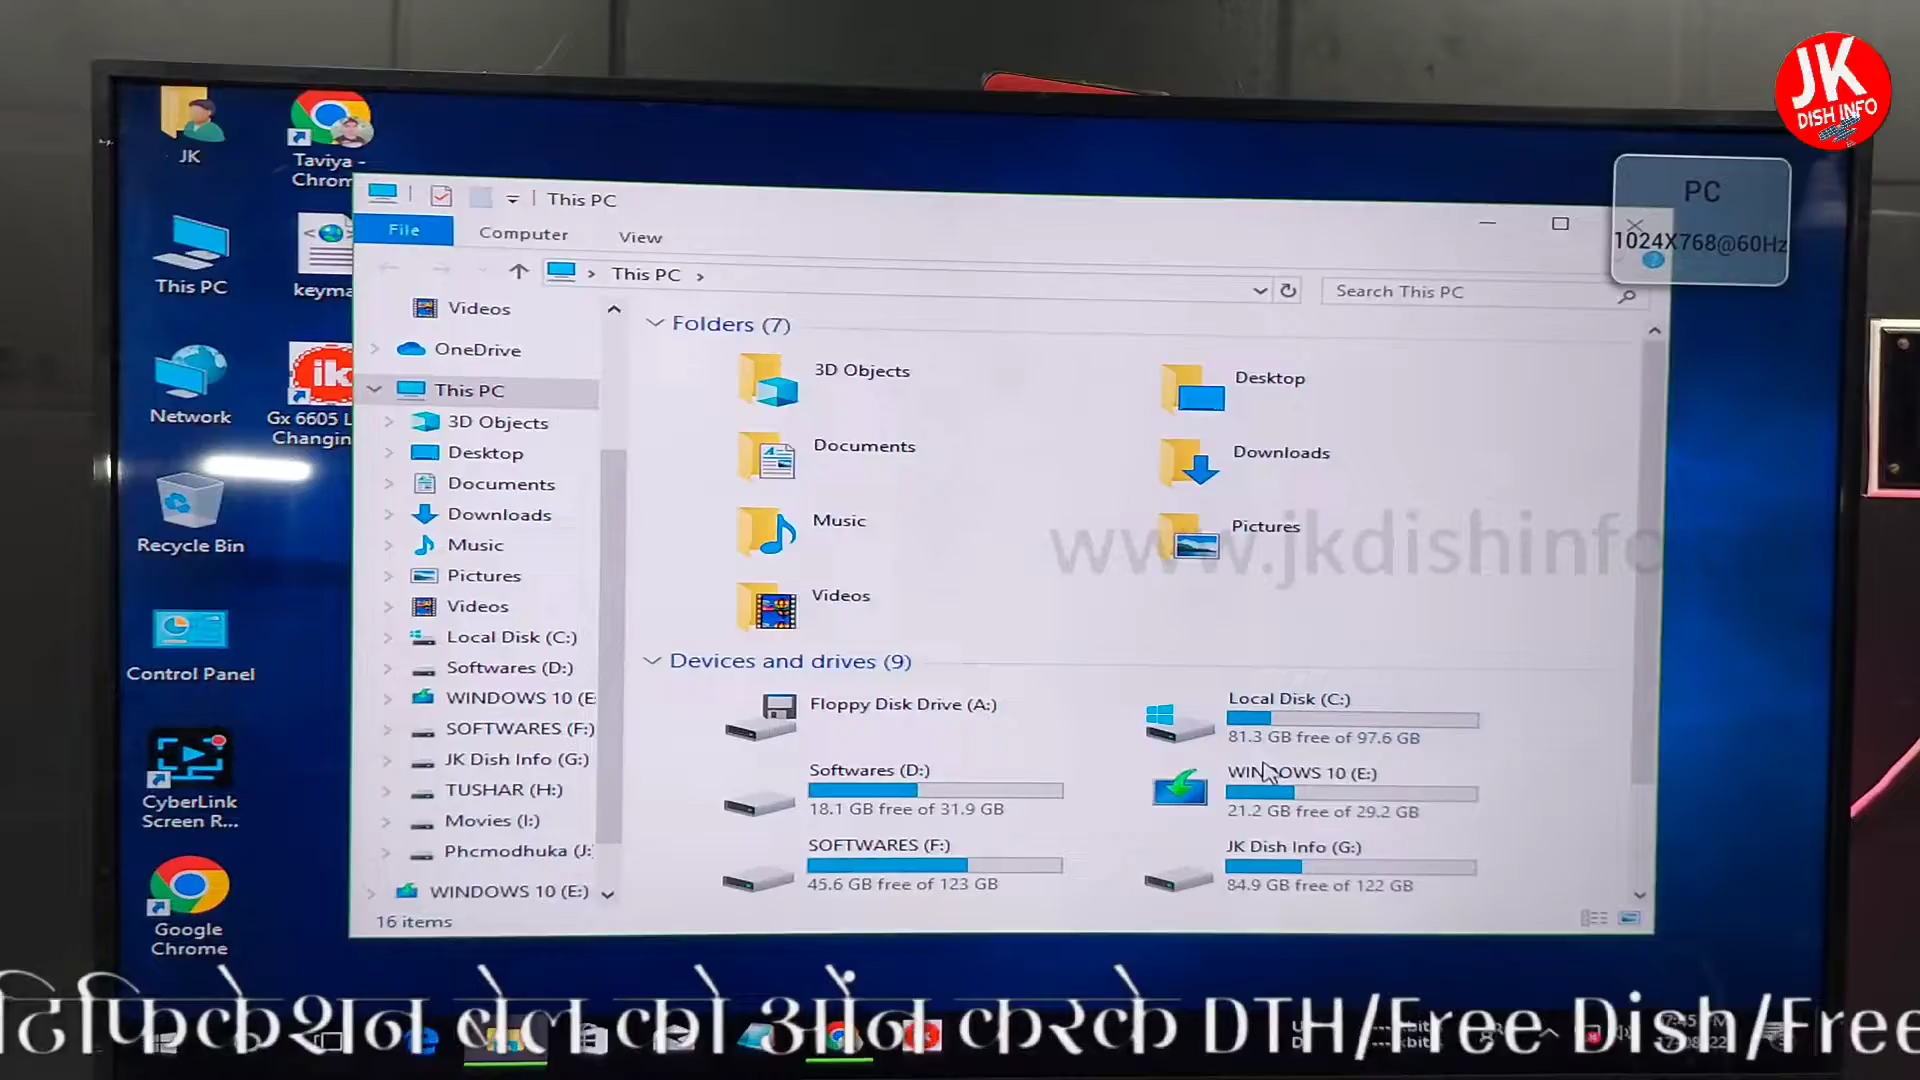 JK
DISH INFO
PC
1024X768@60Hz
JK
Taviya -
Chrom
This PC
Network
Recycle Bin
Control Panel
CyberLink
Screen R...
Google
Chrome
keyma
Gx 6605 L
Changin
This PC
File
Computer
View
This PC
Search This PC
Videos
OneDrive
This PC
3D Objects
Desktop
Documents
Downloads
Music
Pictures
Videos
Local Disk (C:)
Softwares (D:)
WINDOWS 10 (E
SOFTWARES (F:)
JK Dish Info (G:)
TUSHAR (H:)
Movies (I:)
Phcmodhuka (J:
WINDOWS 10 (E:)
16 items
Folders (7)
3D Objects
Desktop
Documents
Downloads
Music
Pictures
Videos
www.jkdishinfo
Devices and drives (9)
Floppy Disk Drive (A:)
Local Disk (C:)
81.3 GB free of 97.6 GB
Softwares (D:)
18.1 GB free of 31.9 GB
WINDOWS 10 (E:)
21.2 GB free of 29.2 GB
SOFTWARES (F:)
45.6 GB free of 123 GB
JK Dish Info (G:)
84.9 GB free of 122 GB
टिफिकेशन बेल को ऑन करके DTH/Free Dish/Free